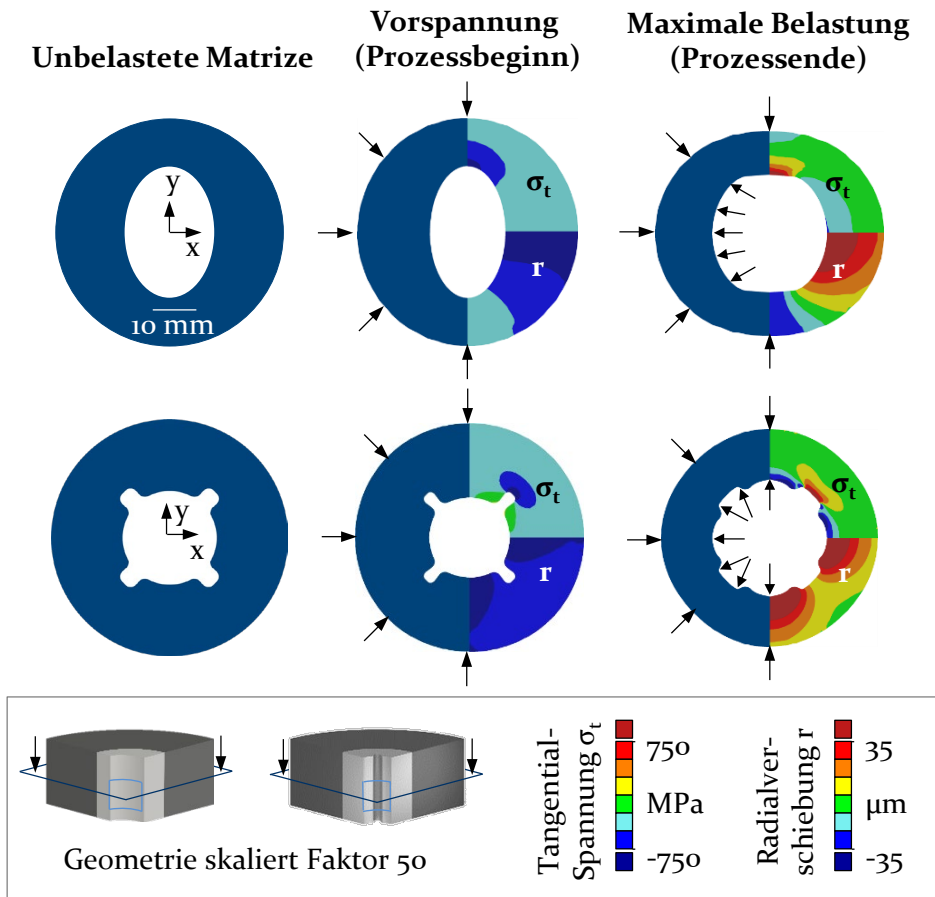 Unbelastete Matrize
Vorspannung
(Prozessbeginn)
Maximale Belastung
(Prozessende)
y
x
10 mm
σt
r
σt
r
y
x
σt
r
σt
r
Geometrie skaliert Faktor 50
Tangential-
Spannung σt
750
MPa
-750
Radialver-
schiebung r
35
µm
-35